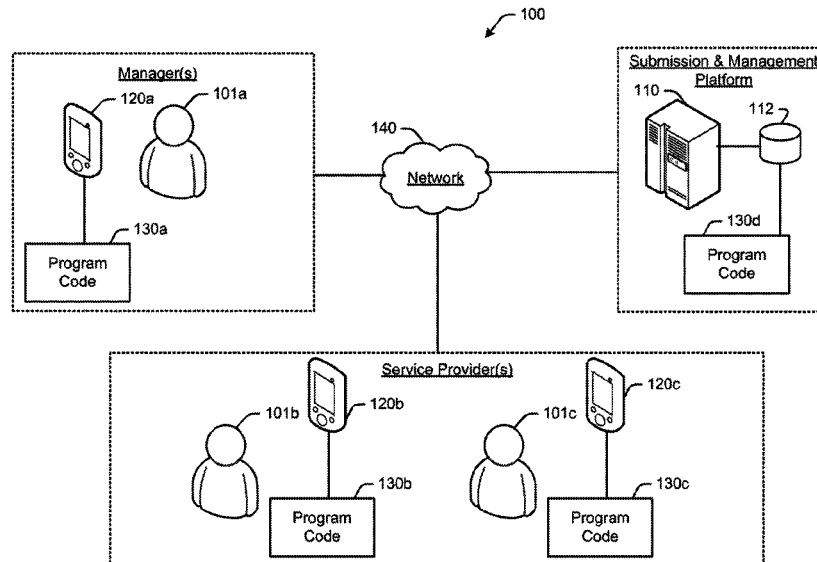 100
Manager(s)
120a
101a
130a
Program
Code
140
Network
Submission & Management
Platform
110
112
130d
Program
Code
Service Provider(s)
101b
120b
130b
Program
Code
101c
120c
130c
Program
Code